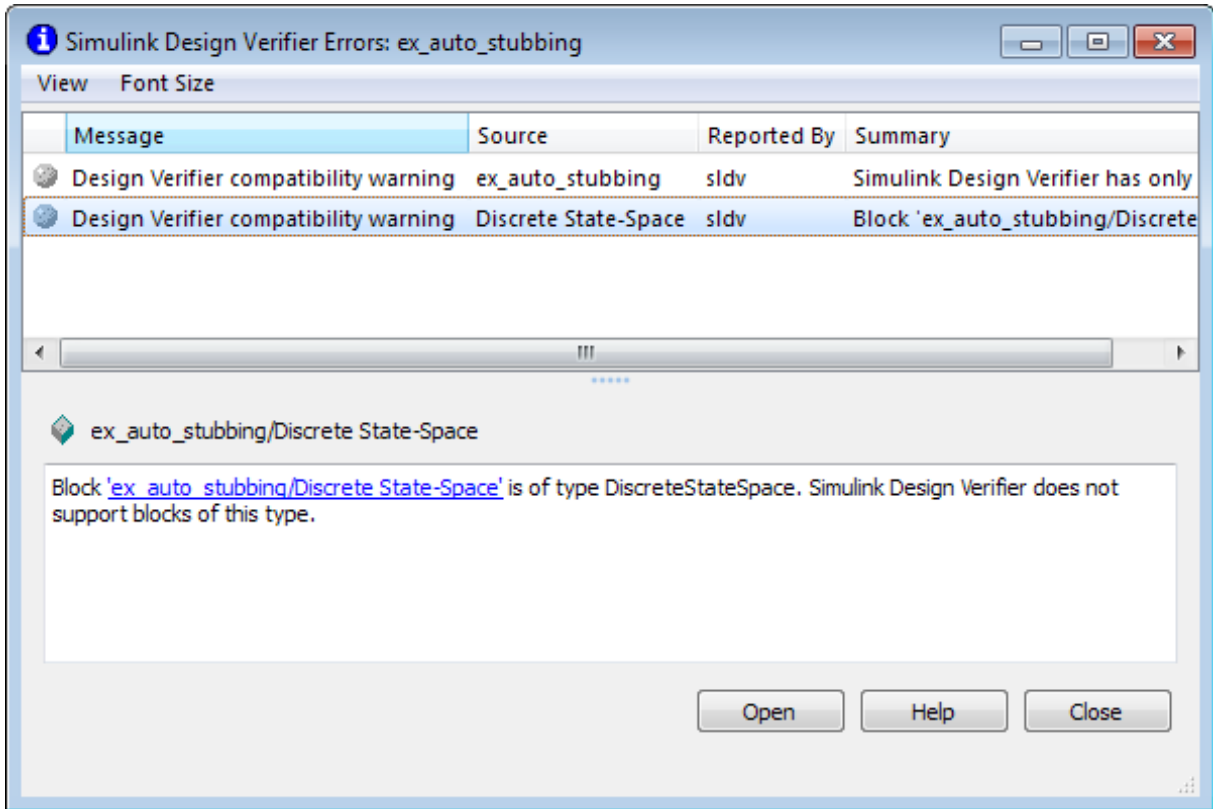 Simulink Design Verifier Errors: ex_auto_stubbing
View Font Size
Message Source Reported By Summary
Design Verifier compatibility warning ex_auto_stubbing sldv Simulink Design Verifier has only
Design Verifier compatibility warning Discrete State-Space sldv Block 'ex_auto_stubbing/Discrete
ex_auto_stubbing/Discrete State-Space
Block 'ex_auto_stubbing/Discrete State-Space' is of type DiscreteStateSpace. Simulink Design Verifier does not
support blocks of this type.
Open Help Close